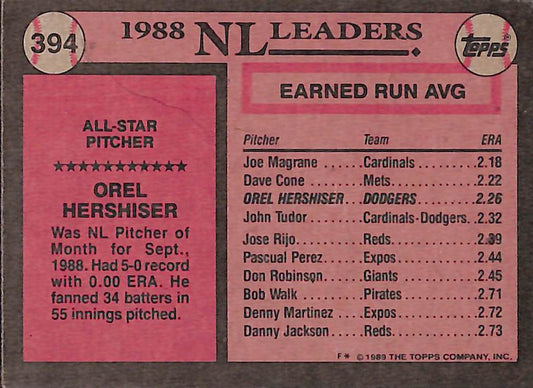 394
1988 NL LEADERS
Topps
ALL-STAR
PITCHER
OREL
HERSHISER
Was NL Pitcher of
Month for Sept.,
1988. Had 5-0 record
with 0.00 ERA. He
fanned 34 batters in
55 innings pitched.
EARNED RUN AVG
Pitcher Team ERA
Joe Magrane ......Cardinals.........2.18
Dave Cone .........Mets................2.22
OREL HERSHISER...DODGERS.........2.26
John Tudor .........Cardinals-Dodgers..2.32
Jose Rijo............Reds................2.39
Pascual Perez.....Expos..............2.44
Don Robinson.....Giants.............2.45
Bob Walk ..........Pirates............2.71
Denny Martinez ...Expos..............2.72
Danny Jackson....Reds................2.73
F* © 1989 THE TOPPS COMPANY, INC.